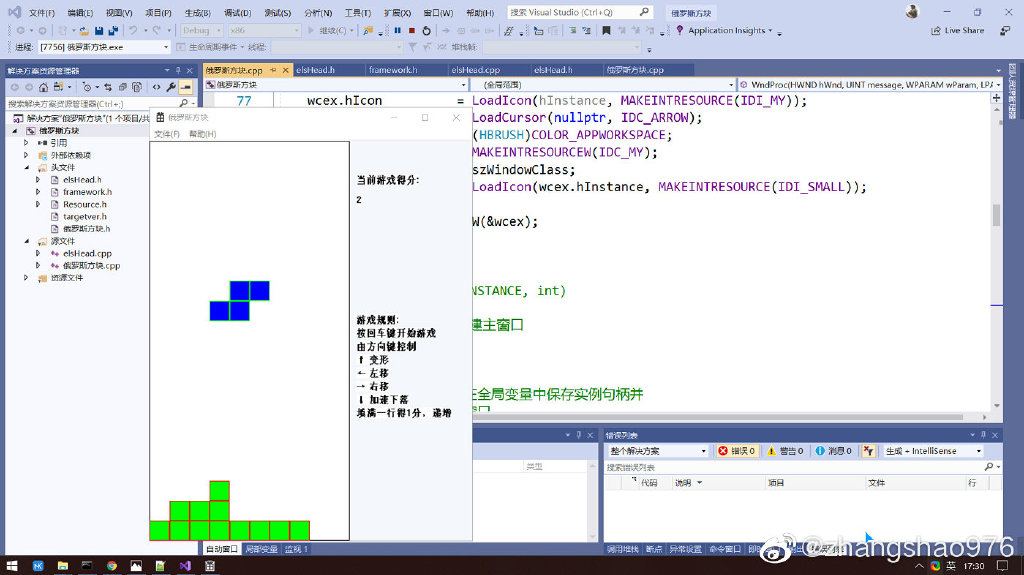 文件(F) 编辑(E) 视图(V) 项目(P) 生成(B) 调试(D) 测试(S) 分析(N) 工具(T) 扩展(X) 窗口(W) 帮助(H) 搜索 Visual Studio (Ctrl+Q) 俄罗斯方块
Debug x86 继续(C) Application Insights Live Share
进程: [7756] 俄罗斯方块.exe 生命周期事件 线程: 堆栈帧:
解决方案资源管理器
俄罗斯方块.cpp elsHead.h framework.h elsHead.cpp elsHead.h 俄罗斯方块.cpp
俄罗斯方块 (全局范围) WndProc(HWND hWnd, UINT message, WPARAM wParam, LPA
搜索解决方案资源管理器(Ctrl+;)
解决方案"俄罗斯方块"(1 个项目/共
俄罗斯方块
引用
外部依赖项
头文件
elsHead.h
framework.h
Resource.h
targetver.h
俄罗斯方块.h
源文件
elsHead.cpp
俄罗斯方块.cpp
资源文件
77 wcex.hIcon = LoadIcon(hInstance, MAKEINTRESOURCE(IDI_MY));
LoadCursor(nullptr, IDC_ARROW);
(HBRUSH)COLOR_APPWORKSPACE;
MAKEINTRESOURCEW(IDC_MY);
szWindowClass;
LoadIcon(wcex.hInstance, MAKEINTRESOURCE(IDI_SMALL));
W(&wcex);
NSTANCE, int)
建主窗口
在全局变量中保存实例句柄并
俄罗斯方块
文件(F) 帮助(H)
当前游戏得分:
2
游戏规则:
按回车键开始游戏
由方向键控制
↑ 变形
← 左移
→ 右移
↓ 加速下落
填满一行得1分, 递增
类型
自动窗口 局部变量 监视 1
错误列表
整个解决方案 错误 0 警告 0 消息 0 生成 + IntelliSense
搜索错误列表
代码 说明 项目 文件 行
调用堆栈 断点 异常设置 命令窗口
@zhangshao976
英 17:30